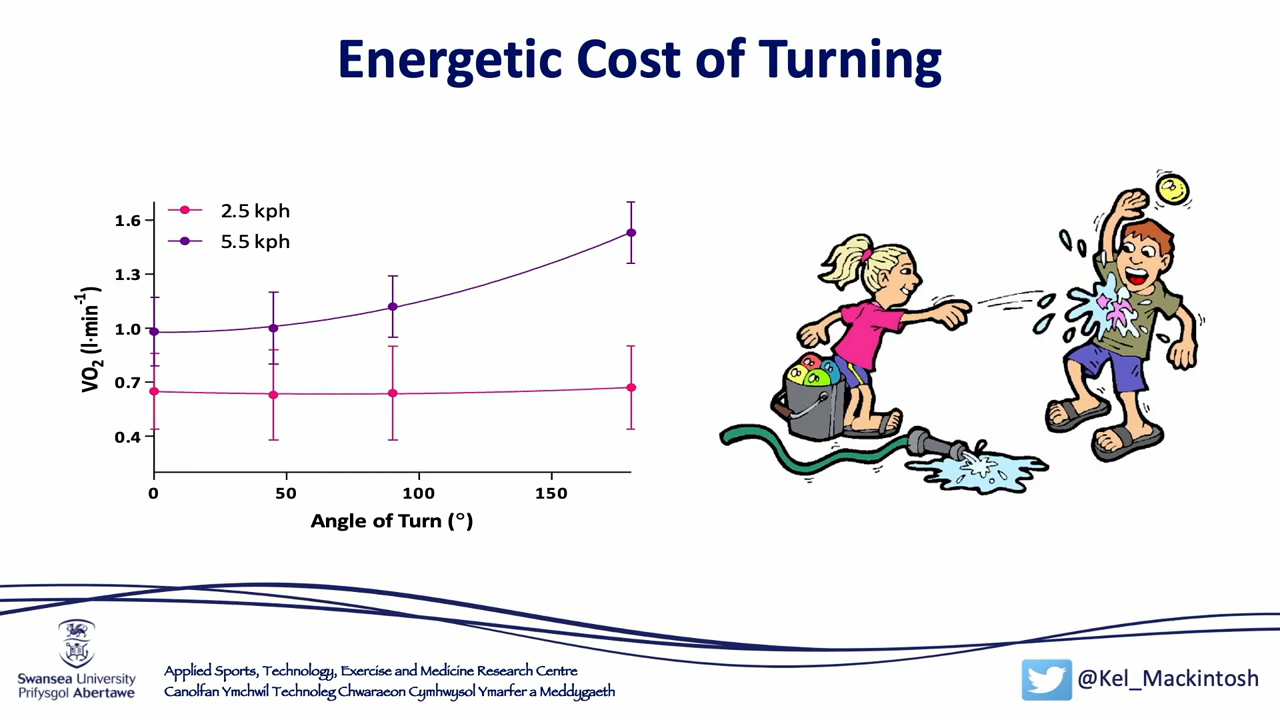 Energetic Cost of Turning
2.5 kph
5.5 kph
1.6
1.3
1.0
0.7
0.4
VO₂ (l·min⁻¹)
0
50
100
150
Angle of Turn (°)
Swansea University
Prifysgol Abertawe
Applied Sports, Technology, Exercise and Medicine Research Centre
Canolfan Ymchwil Technoleg Chwaraeon Cymhwysol Ymarfer a Meddygaeth
@Kel_Mackintosh